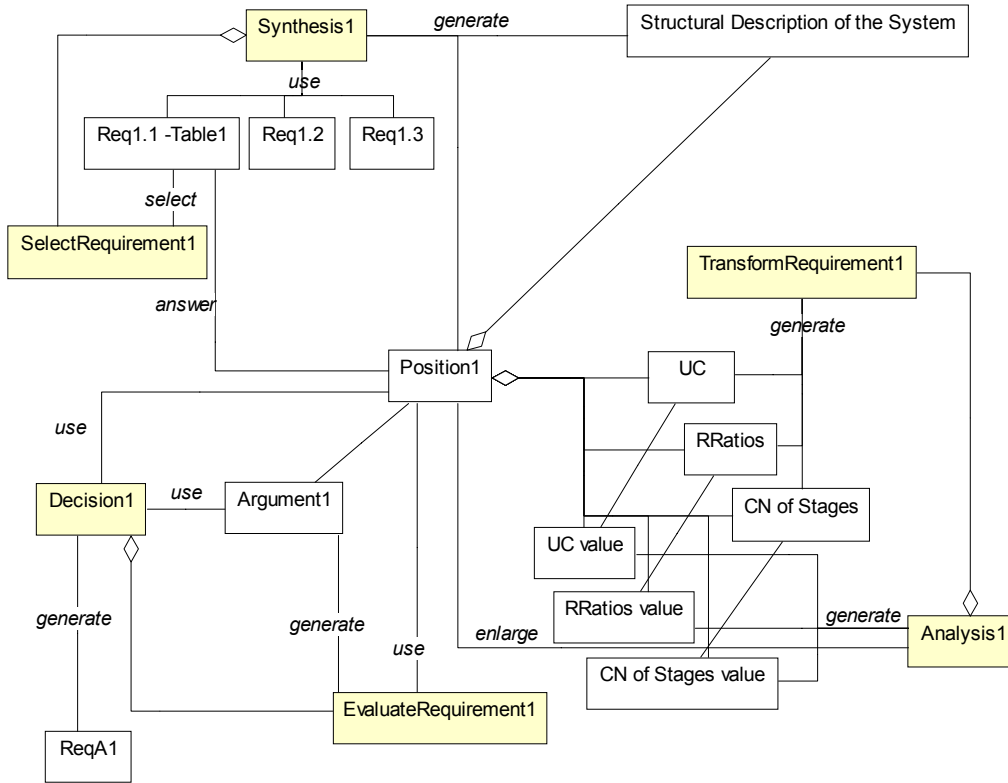 Synthesis1
generate
Structural Description of the System
use
Req1.1 -Table1
Req1.2
Req1.3
select
SelectRequirement1
TransformRequirement1
answer
generate
Position1
UC
use
RRatios
Decision1
use
Argument1
CN of Stages
UC value
RRatios value
generate
generate
generate
enlarge
Analysis1
use
CN of Stages value
EvaluateRequirement1
ReqA1